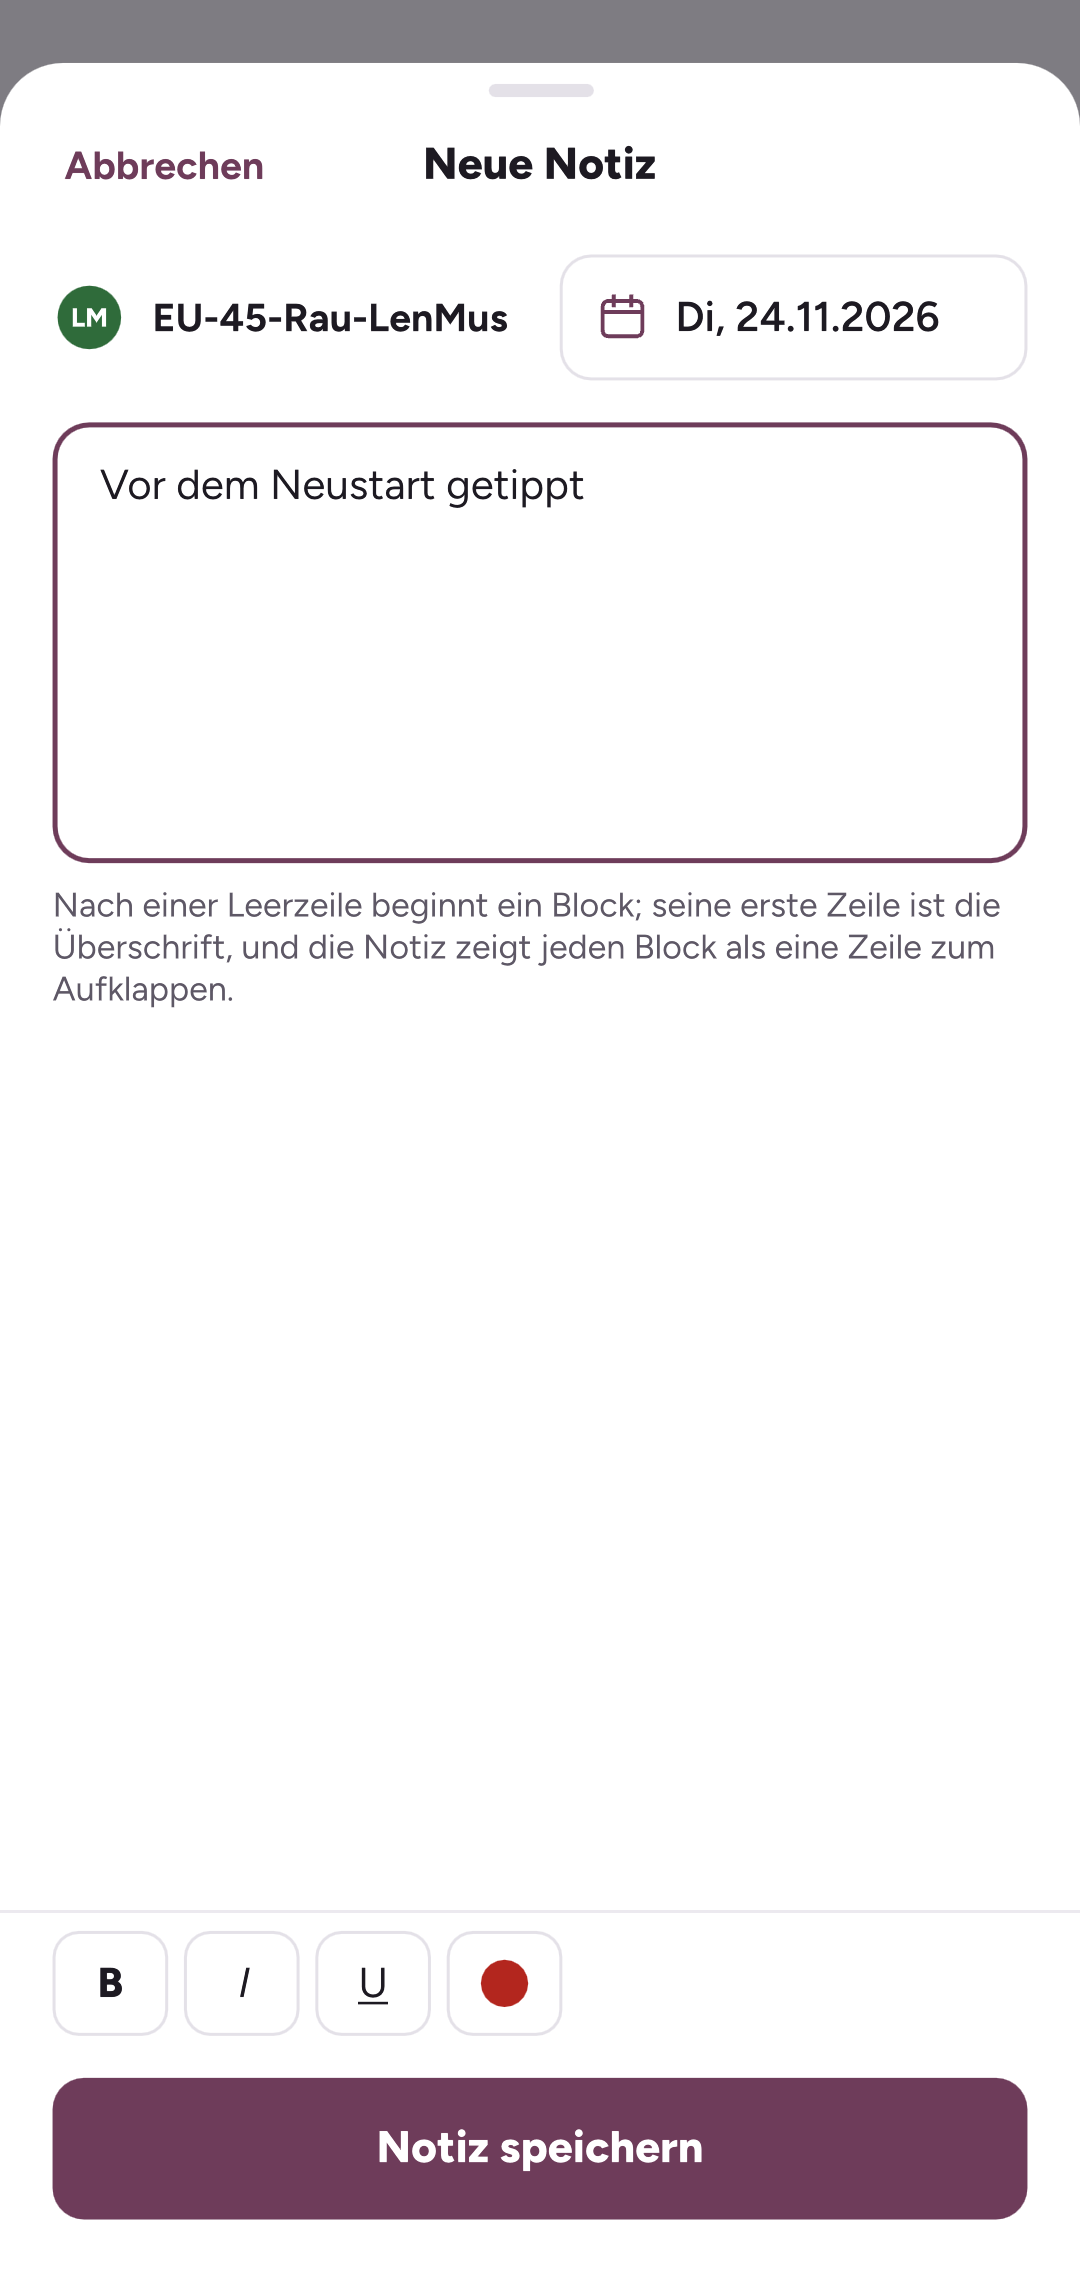 Abbrechen
Neue Notiz
LM
EU-45-Rau-LenMus
Di, 24.11.2026
Vor dem Neustart getippt
Nach einer Leerzeile beginnt ein Block; seine erste Zeile ist die
Überschrift, und die Notiz zeigt jeden Block als eine Zeile zum
Aufklappen.
B
I
U
Notiz speichern